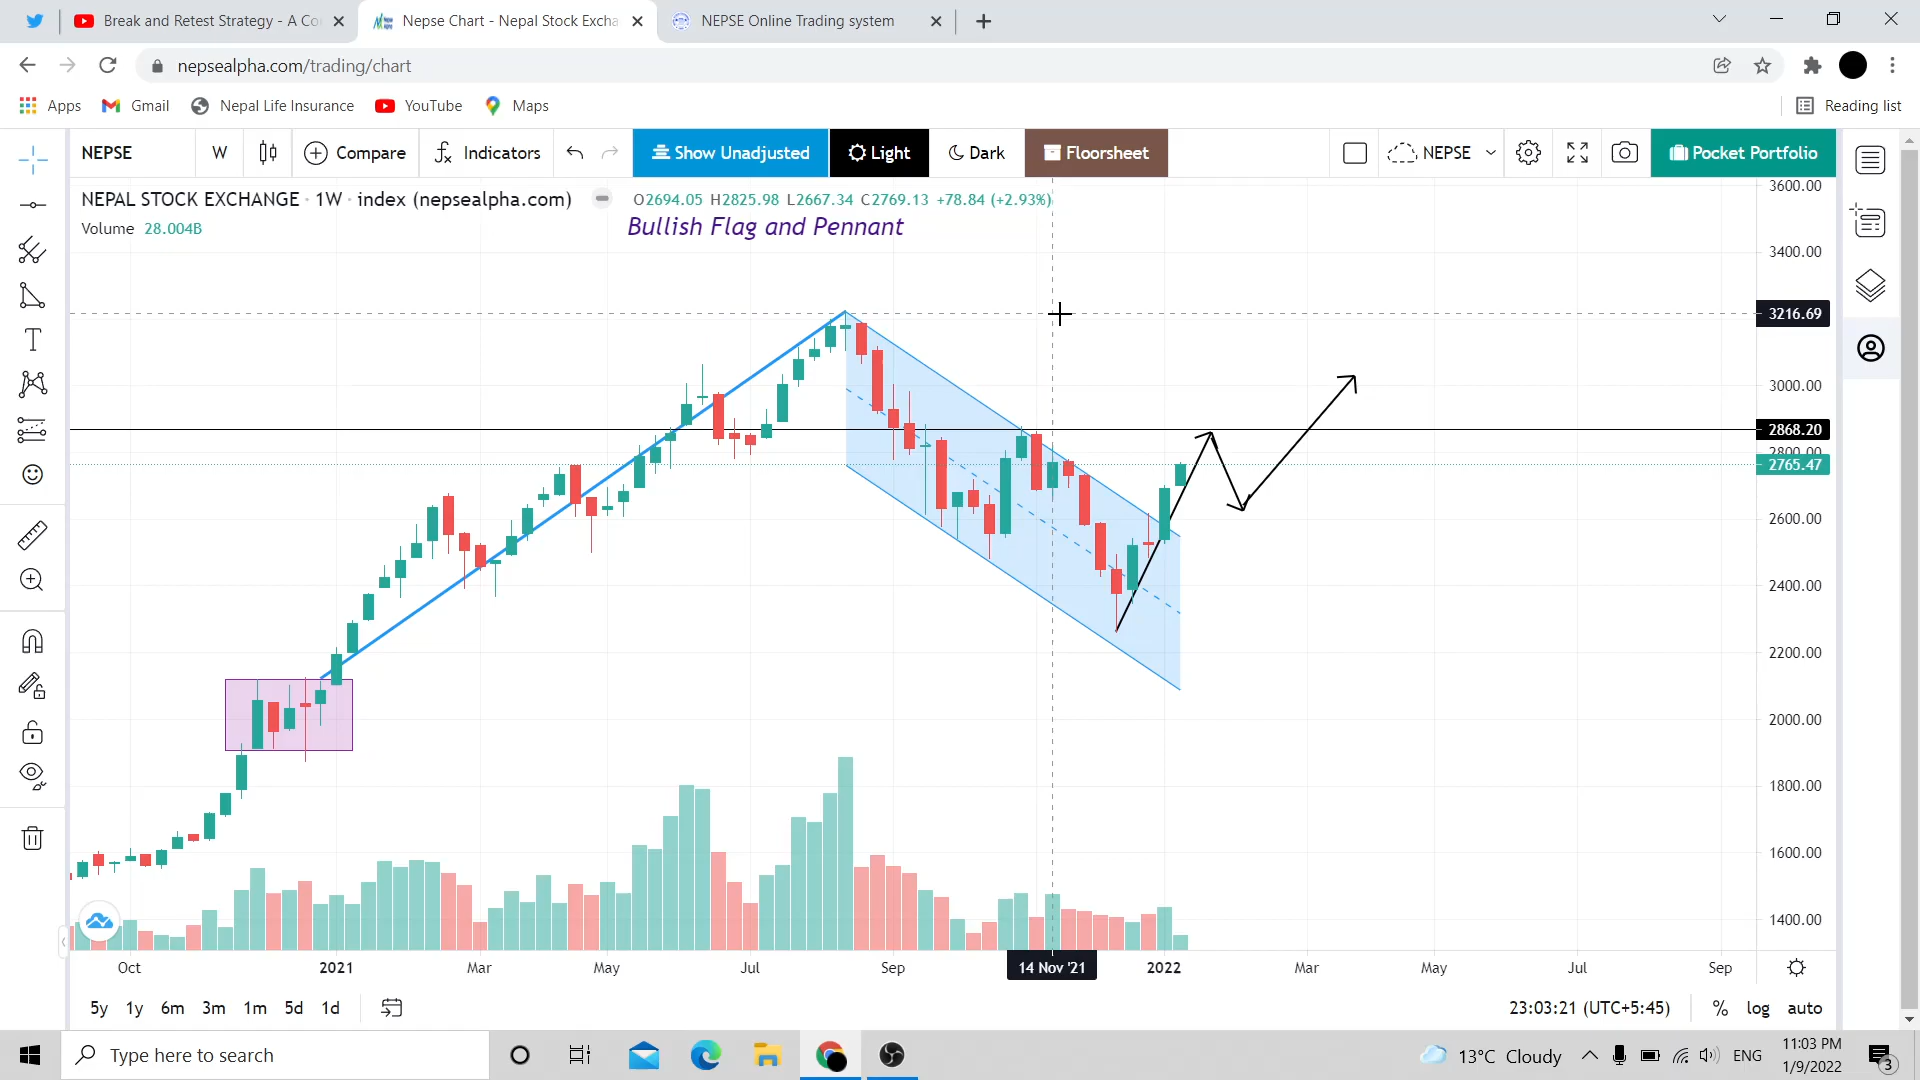 Break and Retest Strategy - A Co
Nepse Chart - Nepal Stock Excha
NEPSE Online Trading system
nepsealpha.com/trading/chart
Apps
Gmail
Nepal Life Insurance
YouTube
Maps
Reading list
NEPSE
W
Compare
Indicators
Show Unadjusted
Light
Dark
Floorsheet
NEPSE
Pocket Portfolio
NEPAL STOCK EXCHANGE · 1W · index (nepsealpha.com)
O2694.05 H2825.98 L2667.34 C2769.13 +78.84 (+2.93%)
Volume 28.004B
Bullish Flag and Pennant
3600.00
3400.00
3216.69
3000.00
2868.20
2800.00
2765.47
2600.00
2400.00
2200.00
2000.00
1800.00
1600.00
1400.00
Oct
2021
Mar
May
Jul
Sep
14 Nov '21
2022
Mar
May
Jul
Sep
5y 1y 6m 3m 1m 5d 1d
23:03:21 (UTC+5:45)
% log auto
Type here to search
13°C Cloudy
ENG
11:03 PM
1/9/2022
3